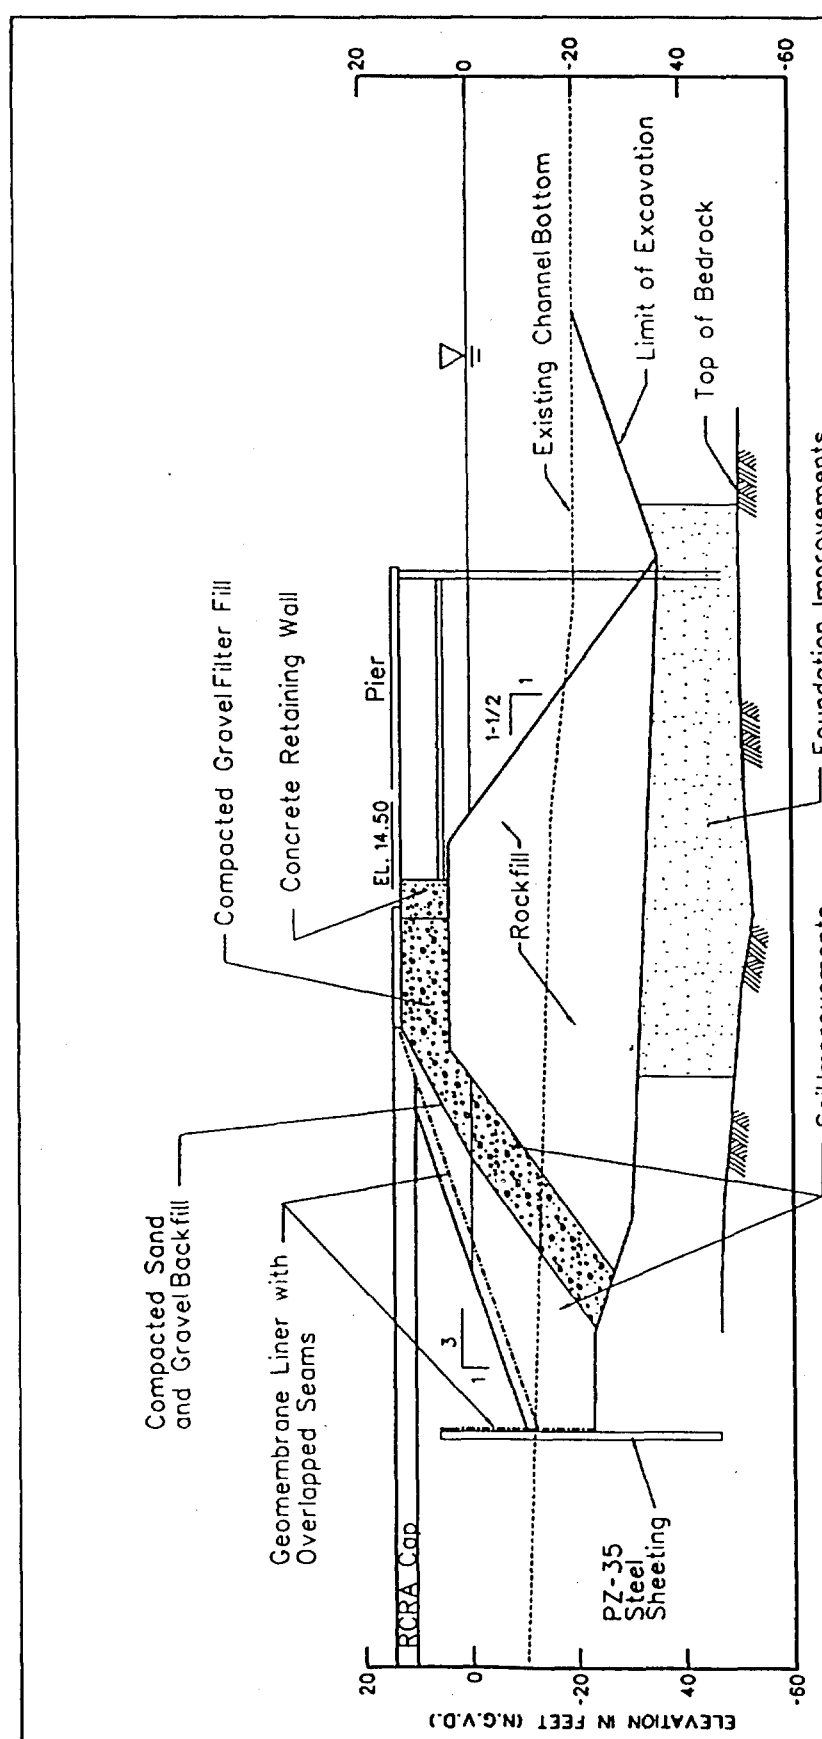 Compacted Gravel Filter Fill
Concrete Retaining Wall
Compacted Sand
and Gravel Backfill
Geomembrane Liner with
Overlapped Seams
EL. 14.50
Pier
RCRA Cap
3
1
1-1/2
1
Rockfill
Existing Channel Bottom
Limit of Excavation
Top of Bedrock
PZ-35
Steel
Sheeting
Soil Improvements
Foundation Improvements
ELEVATION IN FEET (N.G.V.D.)
20
0
-20
-40
-60
20
0
-20
-40
-60